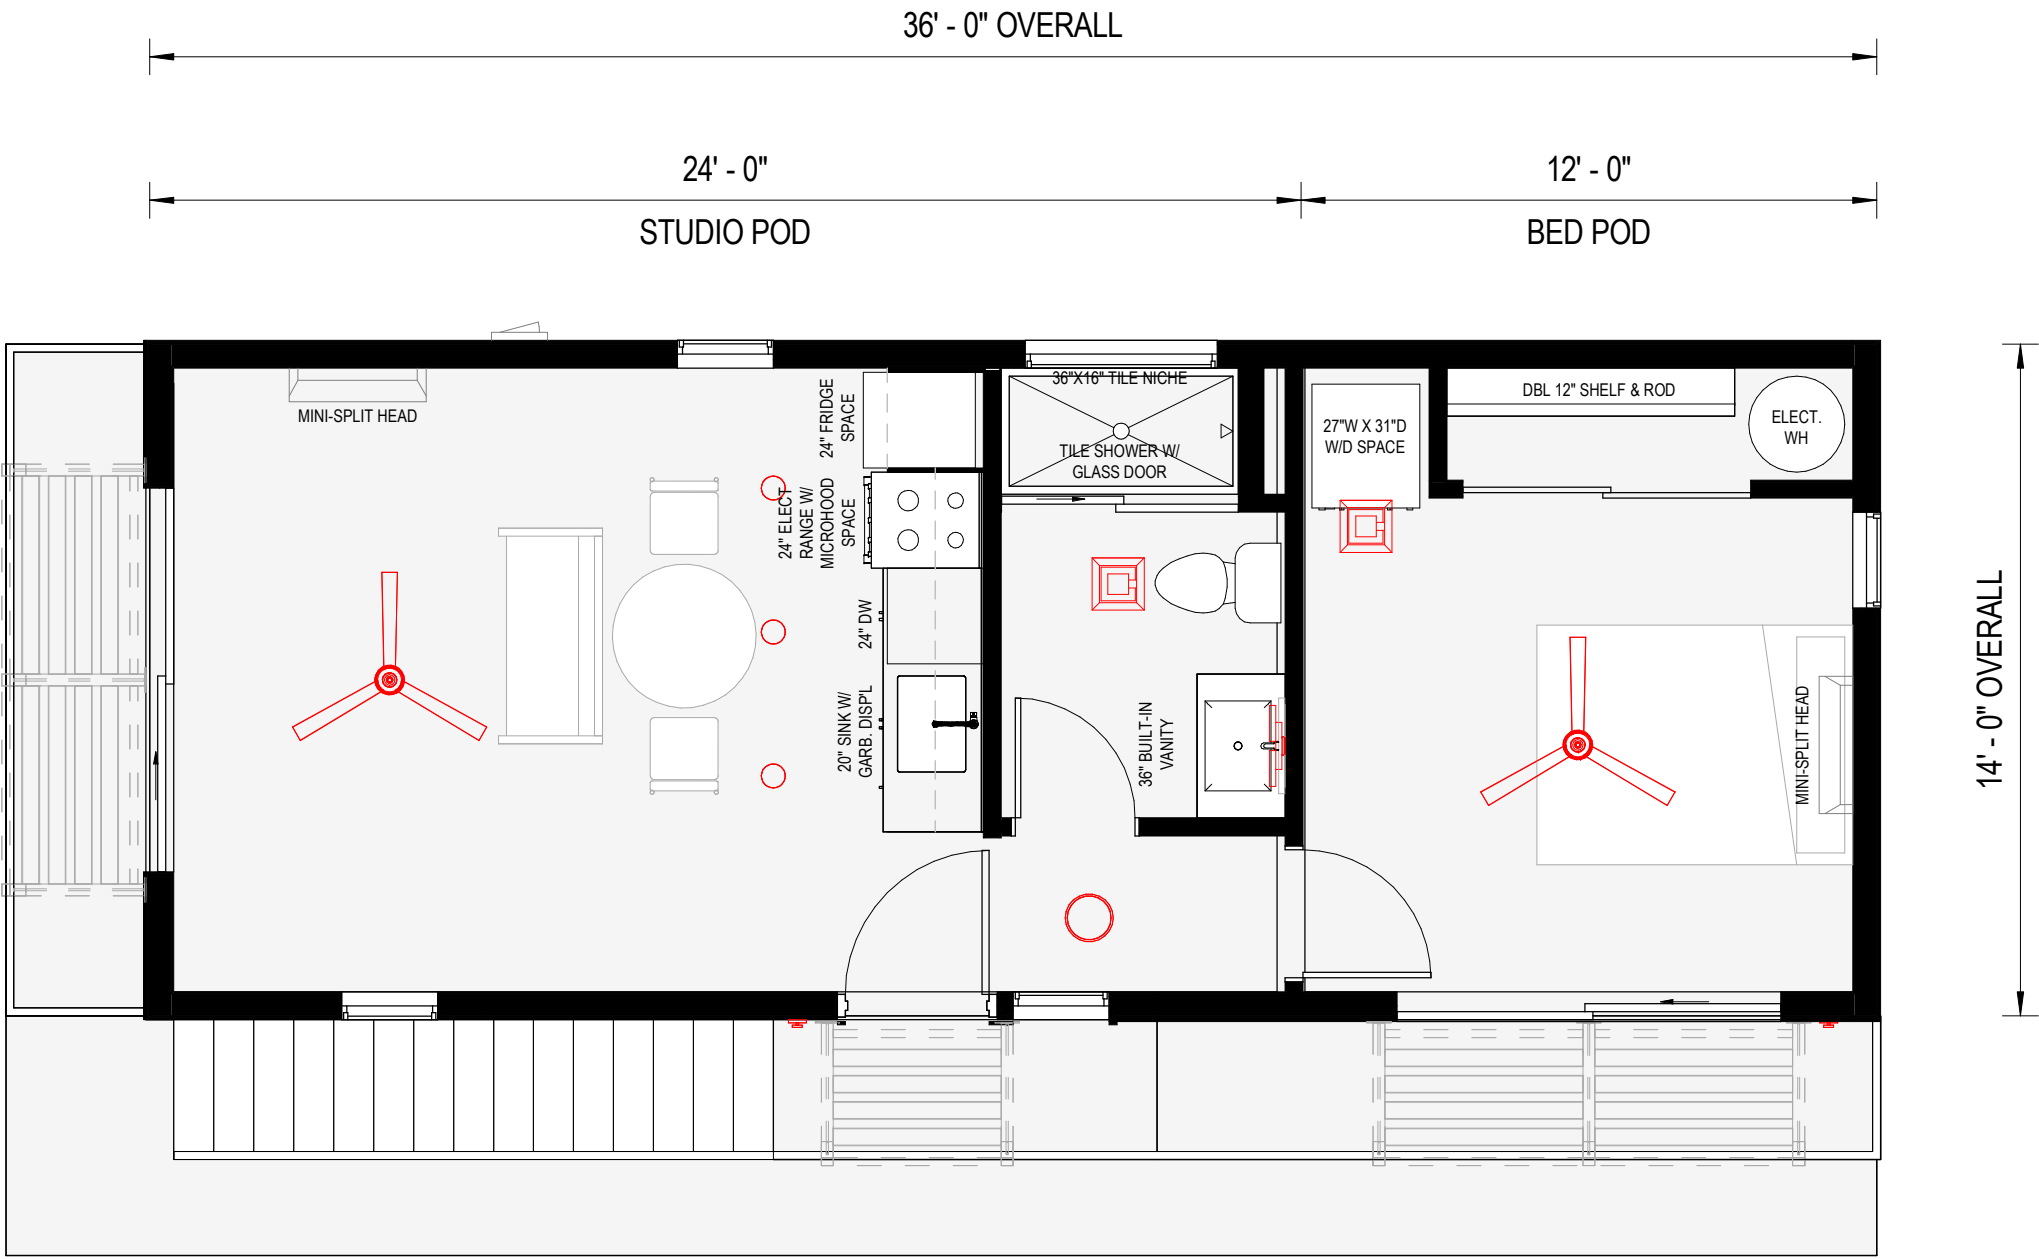 36' - 0" OVERALL
24' - 0"
12' - 0"
STUDIO POD
BED POD
MINI-SPLIT HEAD
24" FRIDGE
SPACE
36"X16" TILE NICHE
TILE SHOWER W/
GLASS DOOR
27"W X 31"D
W/D SPACE
DBL 12" SHELF & ROD
ELECT.
WH
24" ELECT
RANGE W/
MICROHOOD
SPACE
24" DW
20" SINK W/
GARB. DISP'L
36" BUILT-IN
VANITY
MINI-SPLIT HEAD
14' - 0" OVERALL